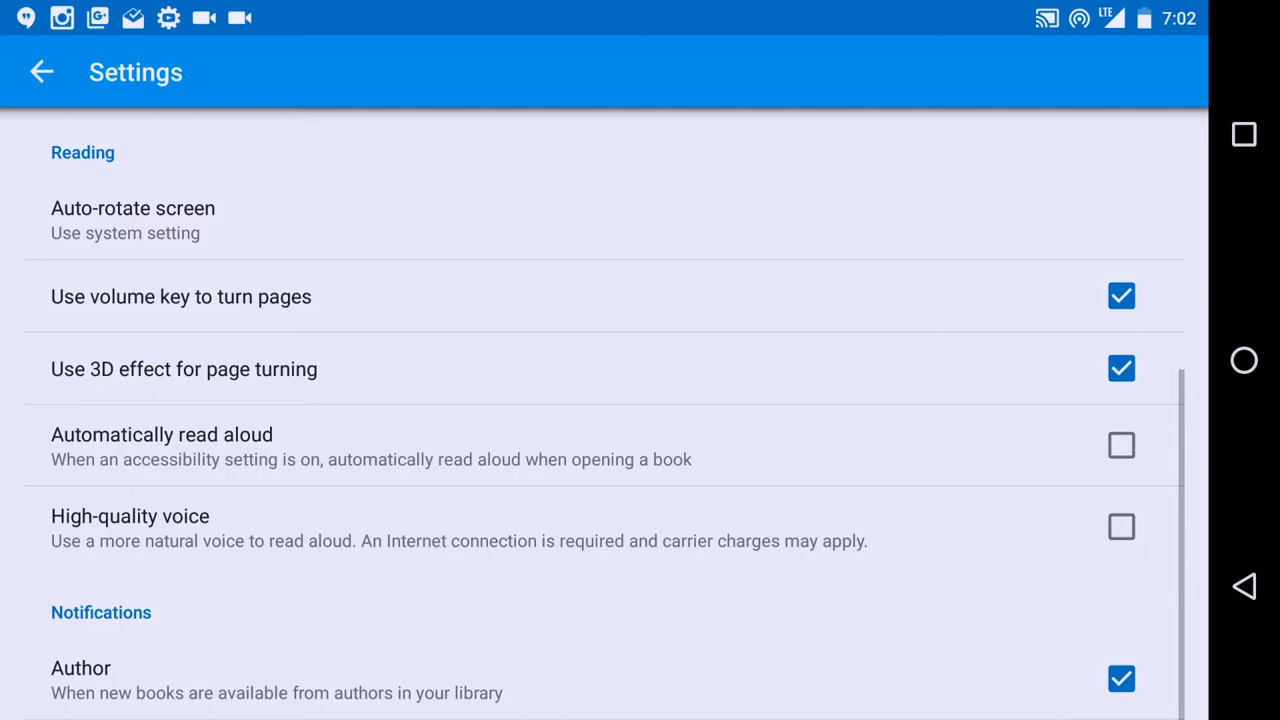 LTE 7:02
Settings
Reading
Auto-rotate screen
Use system setting
Use volume key to turn pages
Use 3D effect for page turning
Automatically read aloud
When an accessibility setting is on, automatically read aloud when opening a book
High-quality voice
Use a more natural voice to read aloud. An Internet connection is required and carrier charges may apply.
Notifications
Author
When new books are available from authors in your library